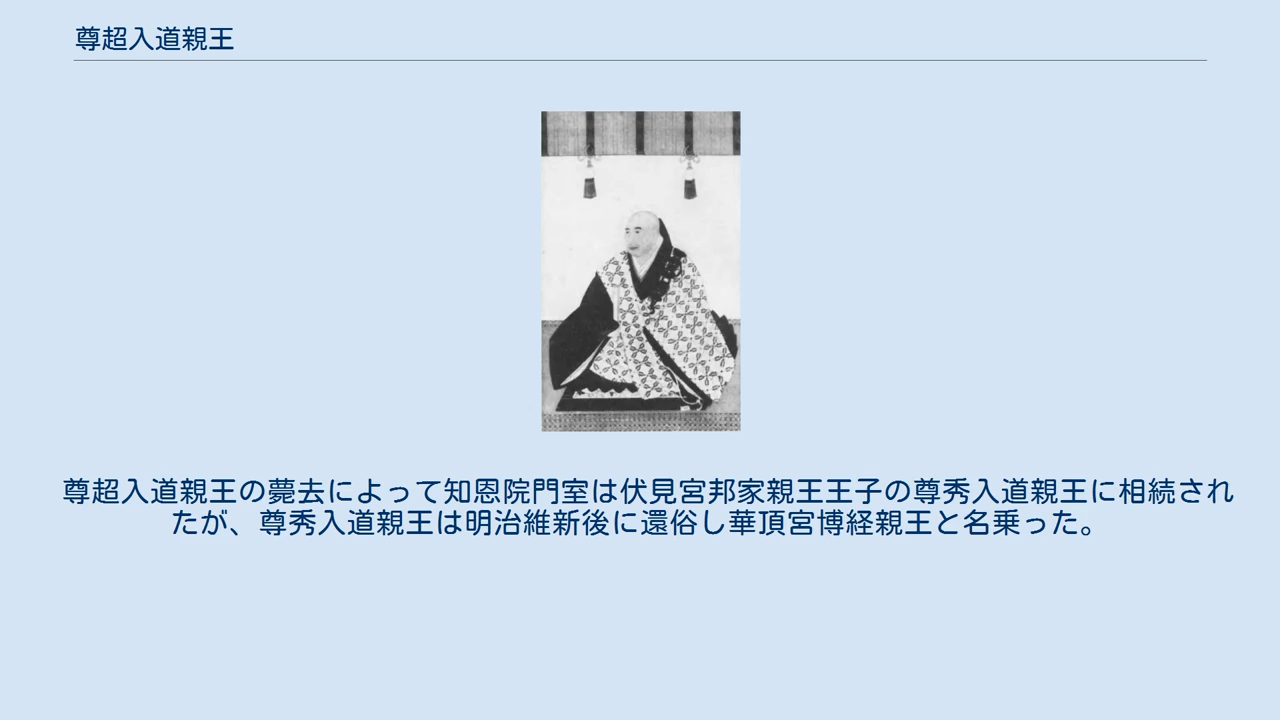 尊超入道親王
尊超入道親王の薨去によって知恩院門室は伏見宮邦家親王王子の尊秀入道親王に相続され
たが、尊秀入道親王は明治維新後に還俗し華頂宮博経親王と名乗った。